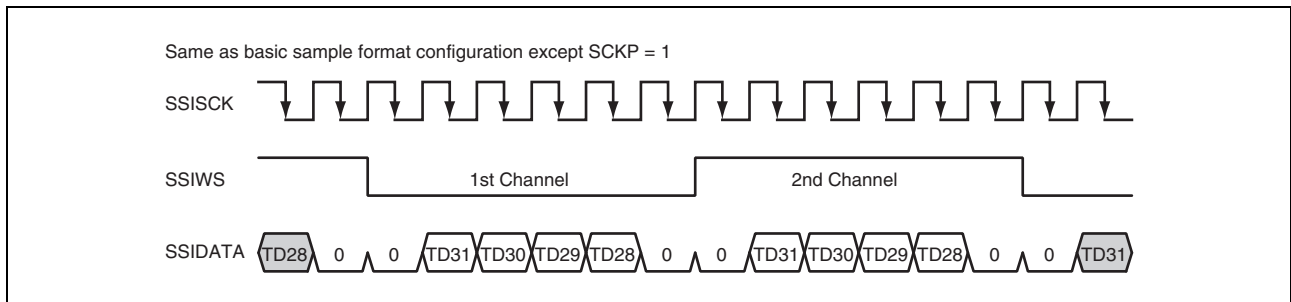 Same as basic sample format configuration except SCKP = 1
SSISCK
SSIWS 1st Channel 2nd Channel
SSIDATA TD28 0 0 TD31 TD30 TD29 TD28 0 0 TD31 TD30 TD29 TD28 0 0 TD31